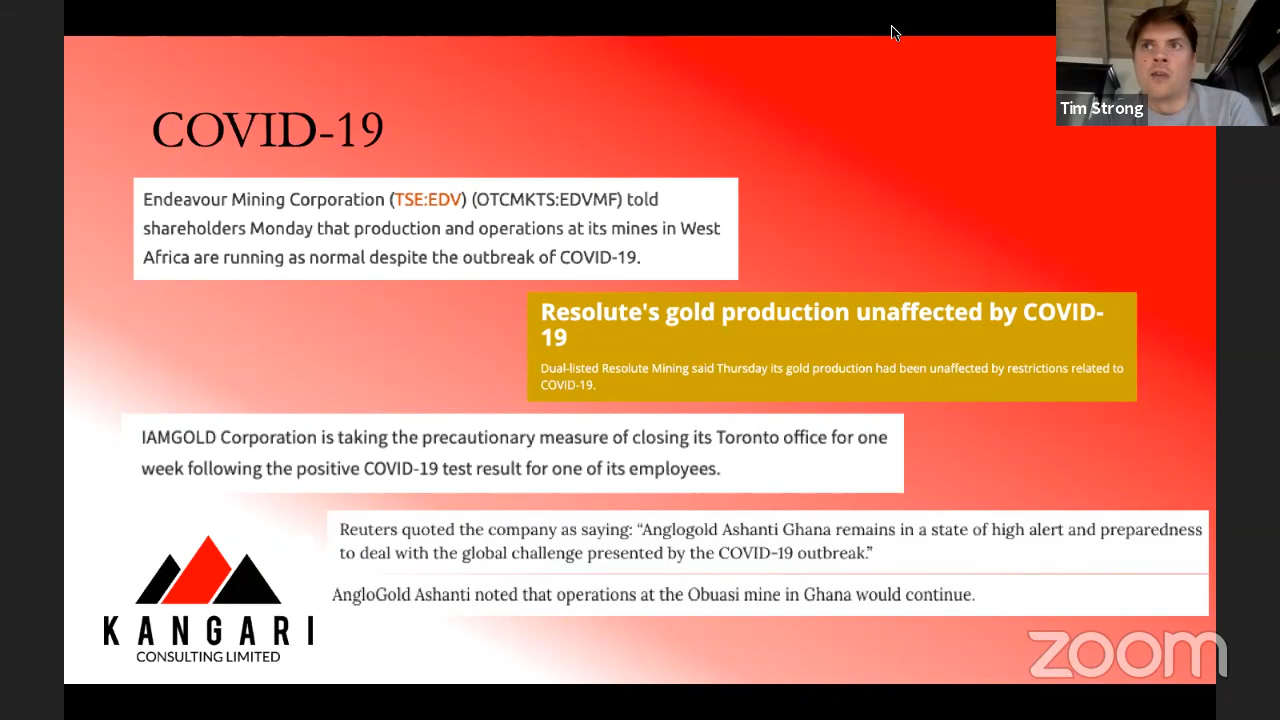 Tim Strong
COVID-19
Endeavour Mining Corporation (TSE:EDV) (OTCMKTS:EDVMF) told
shareholders Monday that production and operations at its mines in West
Africa are running as normal despite the outbreak of COVID-19.
Resolute's gold production unaffected by COVID-
19
Dual-listed Resolute Mining said Thursday its gold production had been unaffected by restrictions related to
COVID-19.
IAMGOLD Corporation is taking the precautionary measure of closing its Toronto office for one
week following the positive COVID-19 test result for one of its employees.
Reuters quoted the company as saying: “Anglogold Ashanti Ghana remains in a state of high alert and preparedness
to deal with the global challenge presented by the COVID-19 outbreak.”
AngloGold Ashanti noted that operations at the Obuasi mine in Ghana would continue.
KANGARI
CONSULTING LIMITED
zoom